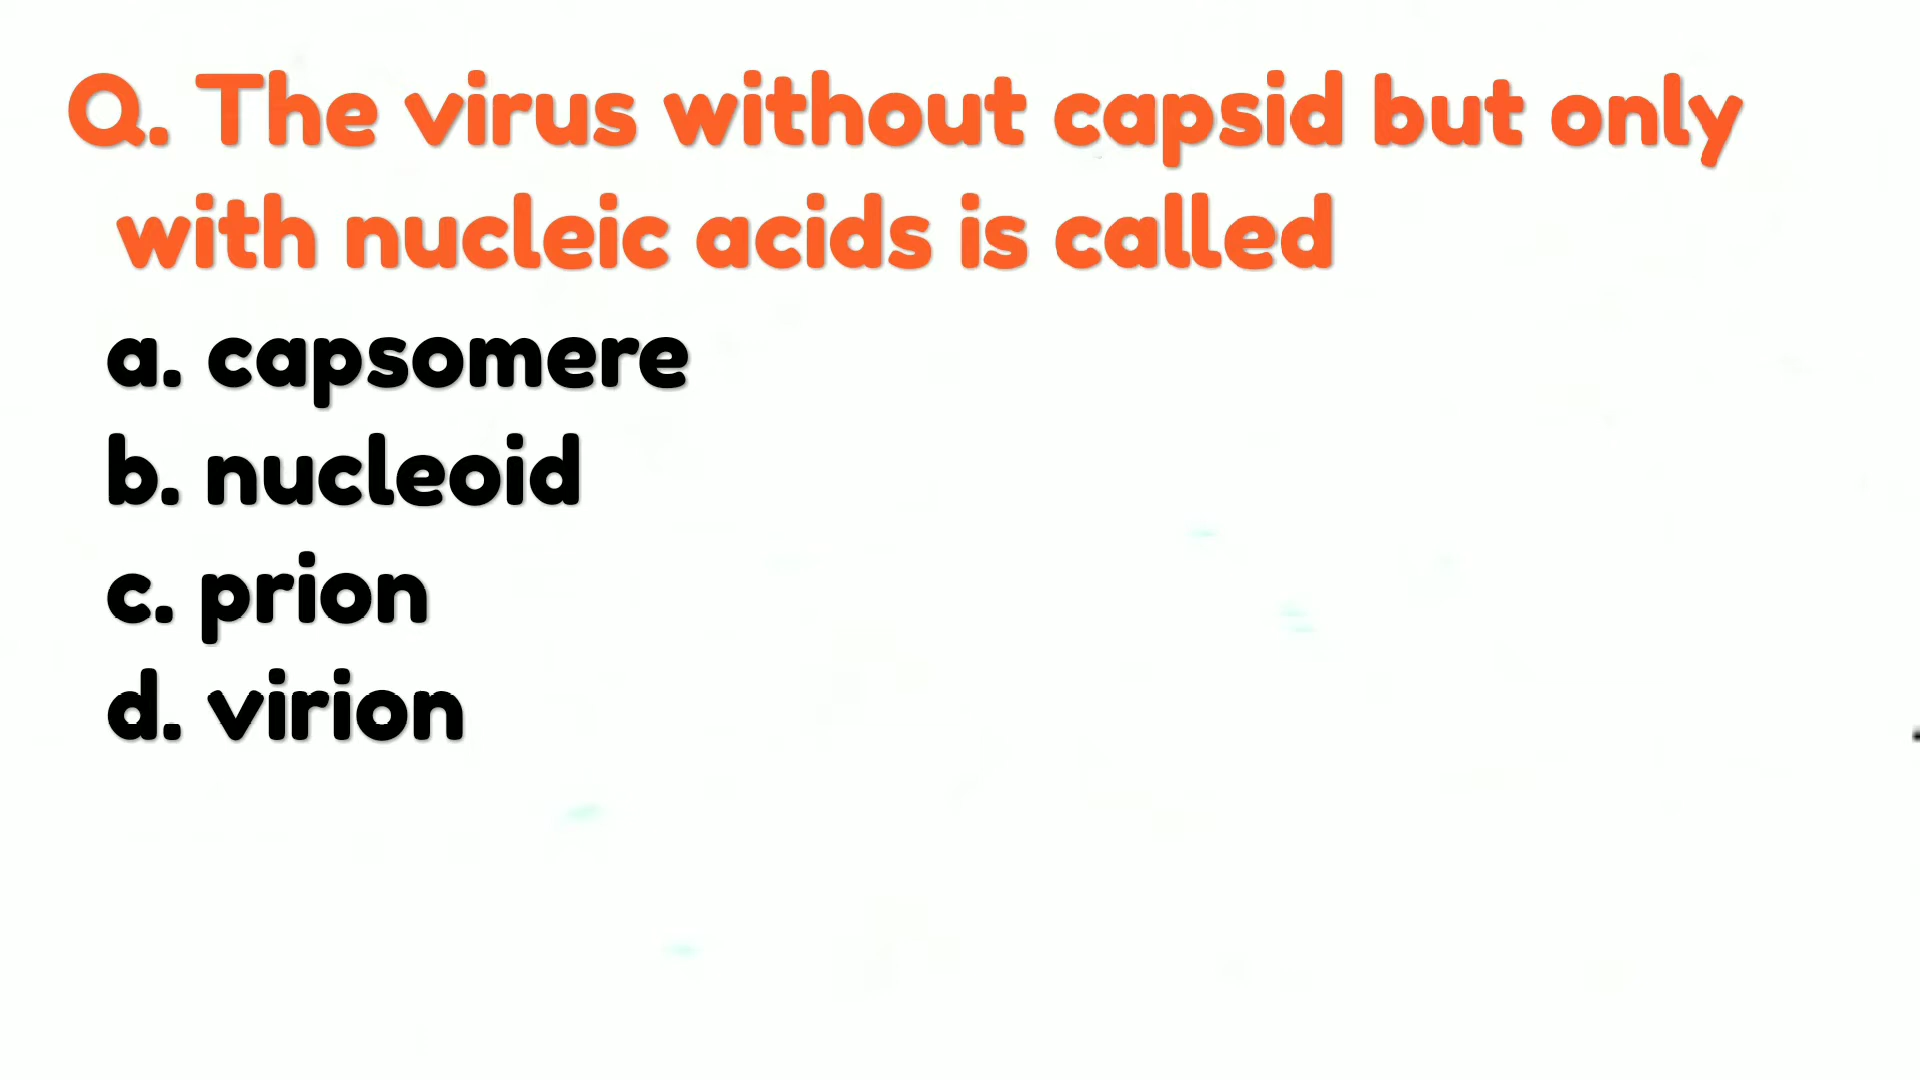 Q. The virus without capsid but only
with nucleic acids is called
a. capsomere
b. nucleoid
c. prion
d. virion